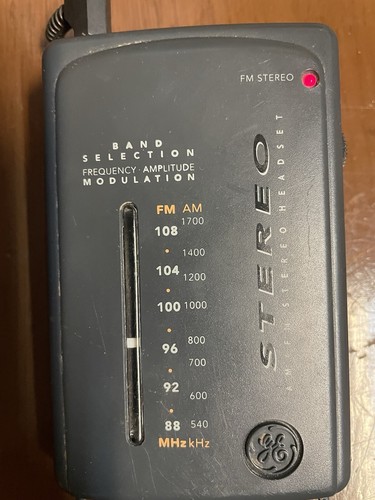 FM STEREO
BAND
SELECTION
FREQUENCY · AMPLITUDE
MODULATION
FM AM
1700
108
1400
104
1200
100 1000
800
96
700
92
600
88 540
MHz kHz
STEREO
AM / FM STEREO HEADSET
GE